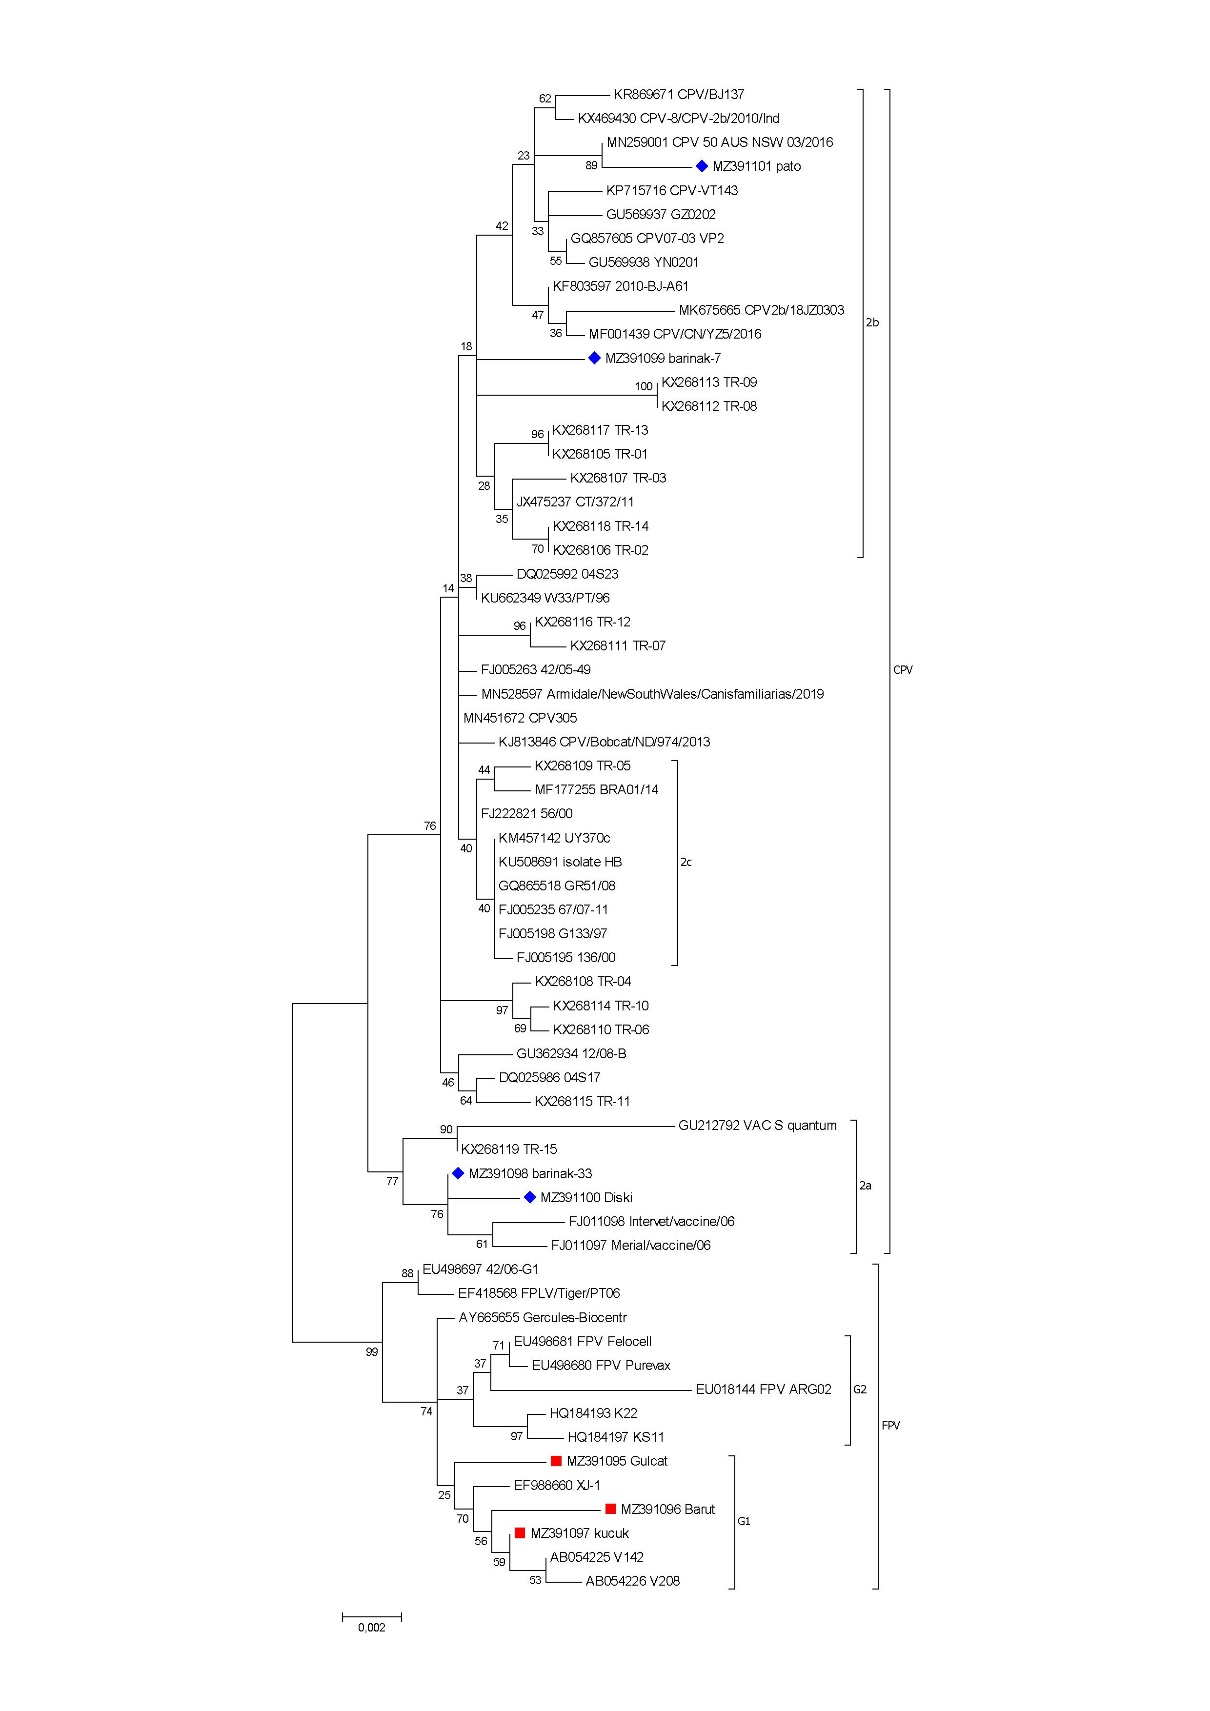 KR869671 CPV/BJ137
62
KX469430 CPV-8/CPV-2b/2010/Ind
MN259001 CPV 50 AUS NSW 03/2016
23
89
MZ391101 pato
KP715716 CPV-VT143
GU569937 GZ0202
42
33
GQ857605 CPV07-03 VP2
55
GU569938 YN0201
KF803597 2010-BJ-A61
47
MK675665 CPV2b/18JZ0303
36
MF001439 CPV/CN/YZ5/2016
2b
18
MZ391099 barinak-7
100
KX268113 TR-09
KX268112 TR-08
96
KX268117 TR-13
KX268105 TR-01
28
KX268107 TR-03
JX475237 CT/372/11
35
KX268118 TR-14
70
KX268106 TR-02
14
38
DQ025992 04S23
KU662349 W33/PT/96
96
KX268116 TR-12
KX268111 TR-07
FJ005263 42/05-49
CPV
MN528597 Armidale/NewSouthWales/Canisfamiliarias/2019
MN451672 CPV305
KJ813846 CPV/Bobcat/ND/974/2013
44
KX268109 TR-05
MF177255 BRA01/14
FJ222821 56/00
76
40
KM457142 UY370c
KU508691 isolate HB
2c
GQ865518 GR51/08
40
FJ005235 67/07-11
FJ005198 G133/97
FJ005195 136/00
KX268108 TR-04
97
KX268114 TR-10
69
KX268110 TR-06
GU362934 12/08-B
46
DQ025986 04S17
64
KX268115 TR-11
90
GU212792 VAC S quantum
KX268119 TR-15
77
MZ391098 barinak-33
2a
76
MZ391100 Diski
FJ011098 Intervet/vaccine/06
61
FJ011097 Merial/vaccine/06
88
EU498697 42/06-G1
EF418568 FPLV/Tiger/PT06
99
AY665655 Gercules-Biocentr
71
EU498681 FPV Felocell
37
EU498680 FPV Purevax
37
EU018144 FPV ARG02
G2
74
HQ184193 K22
97
HQ184197 KS11
FPV
MZ391095 Gulcat
25
EF988660 XJ-1
70
MZ391096 Barut
G1
56
MZ391097 kucuk
59
AB054225 V142
53
AB054226 V208
0,002